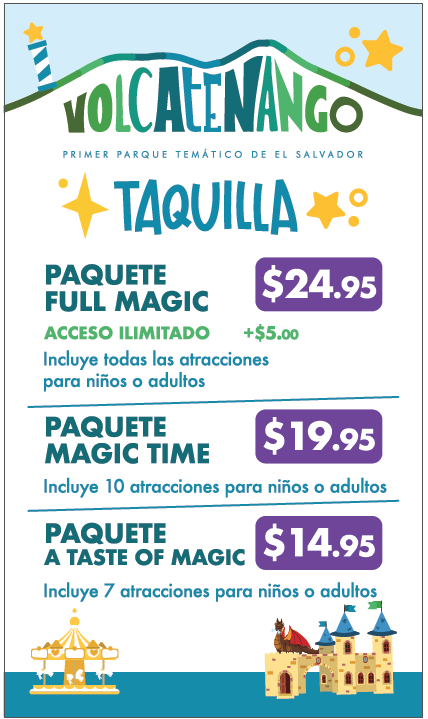 VOLCATENANGO
PRIMER PARQUE TEMÁTICO DE EL SALVADOR
TAQUILLA
PAQUETE
FULL MAGIC
$24.95
ACCESO ILIMITADO +$5.00
Incluye todas las atracciones
para niños o adultos
PAQUETE
MAGIC TIME
$19.95
Incluye 10 atracciones para niños o adultos
PAQUETE
A TASTE OF MAGIC
$14.95
Incluye 7 atracciones para niños o adultos